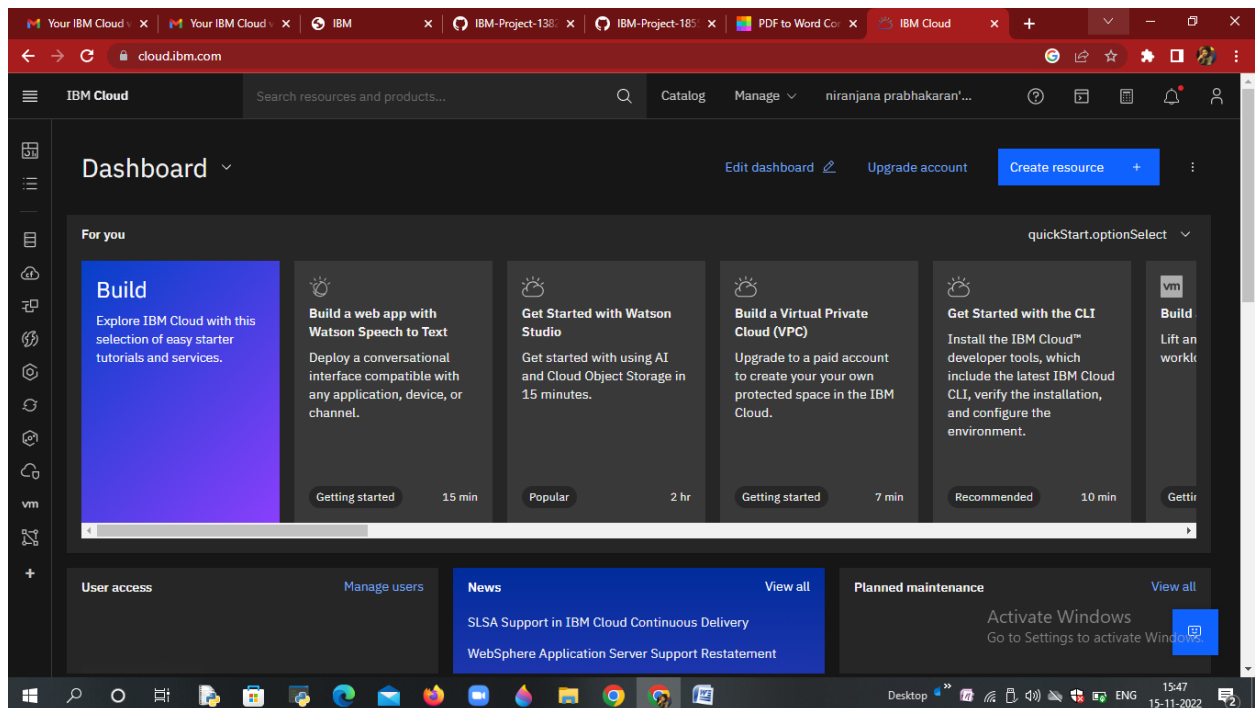 Your IBM Cloud
Your IBM Cloud
IBM
IBM-Project-138
IBM-Project-185
PDF to Word Con
IBM Cloud
cloud.ibm.com
IBM Cloud
Search resources and products...
Catalog
Manage
niranjana prabhakaran'...
Dashboard
Edit dashboard
Upgrade account
Create resource +
For you
quickStart.optionSelect
Build
Explore IBM Cloud with this
selection of easy starter
tutorials and services.
Build a web app with
Watson Speech to Text
Deploy a conversational
interface compatible with
any application, device, or
channel.
Getting started
15 min
Get Started with Watson
Studio
Get started with using AI
and Cloud Object Storage in
15 minutes.
Popular
2 hr
Build a Virtual Private
Cloud (VPC)
Upgrade to a paid account
to create your your own
protected space in the IBM
Cloud.
Getting started
7 min
Get Started with the CLI
Install the IBM Cloud™
developer tools, which
include the latest IBM Cloud
CLI, verify the installation,
and configure the
environment.
Recommended
10 min
vm
Build
Lift an
workl
Gettin
vm
User access
Manage users
News
View all
SLSA Support in IBM Cloud Continuous Delivery
WebSphere Application Server Support Restatement
Planned maintenance
View all
Activate Windows
Go to Settings to activate Windows.
Desktop
ENG
15:47
15-11-2022
2